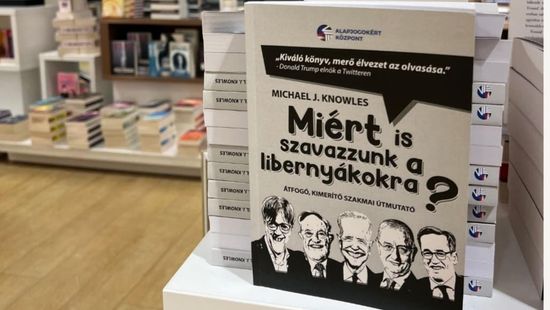 ALAPJOGOKÉRT
KÖZPONT
„Kiváló könyv, merő élvezet az olvasása.”
- Donald Trump elnök a Twitteren
MICHAEL J. KNOWLES
Miért is
szavazzunk a
libernyákokra?
ÁTFOGÓ, KIMERÍTŐ SZAKMAI ÚTMUTATÓ